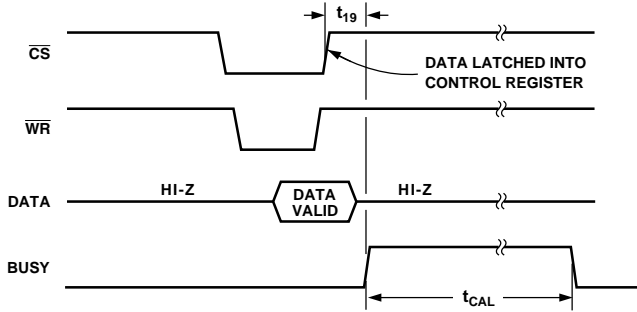 t19
CS
DATA LATCHED INTO
CONTROL REGISTER
WR
HI-Z
HI-Z
DATA
DATA
VALID
BUSY
tCAL